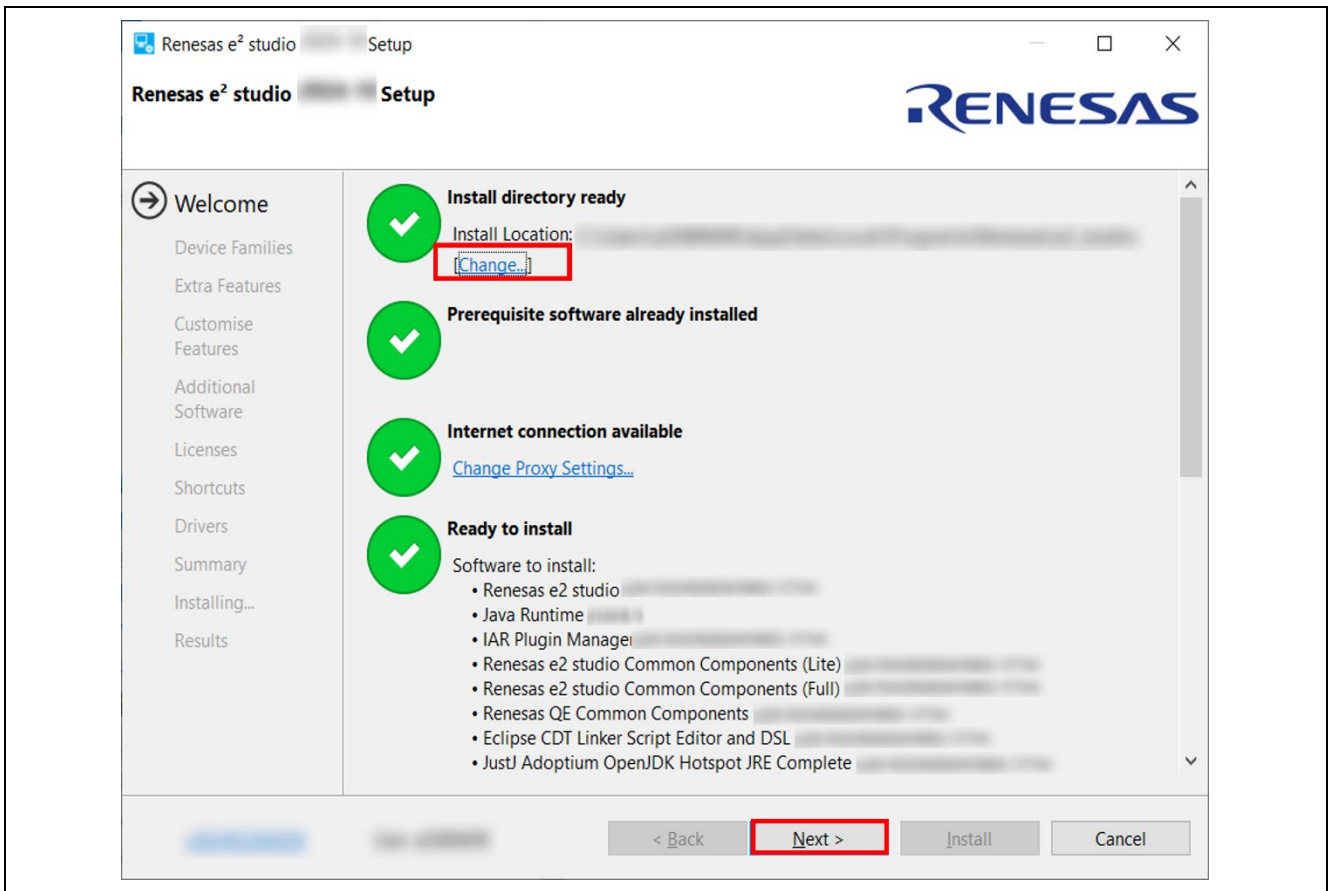 Renesas e² studio Setup
Renesas e² studio Setup
RENESAS
Welcome
Device Families
Extra Features
Customise
Features
Additional
Software
Licenses
Shortcuts
Drivers
Summary
Installing...
Results
Install directory ready
Install Location:
[Change...]
Prerequisite software already installed
Internet connection available
Change Proxy Settings...
Ready to install
Software to install:
• Renesas e2 studio
• Java Runtime
• IAR Plugin Manager
• Renesas e2 studio Common Components (Lite)
• Renesas e2 studio Common Components (Full)
• Renesas QE Common Components
• Eclipse CDT Linker Script Editor and DSL
• JustJ Adoptium OpenJDK Hotspot JRE Complete
< Back
Next >
Install
Cancel